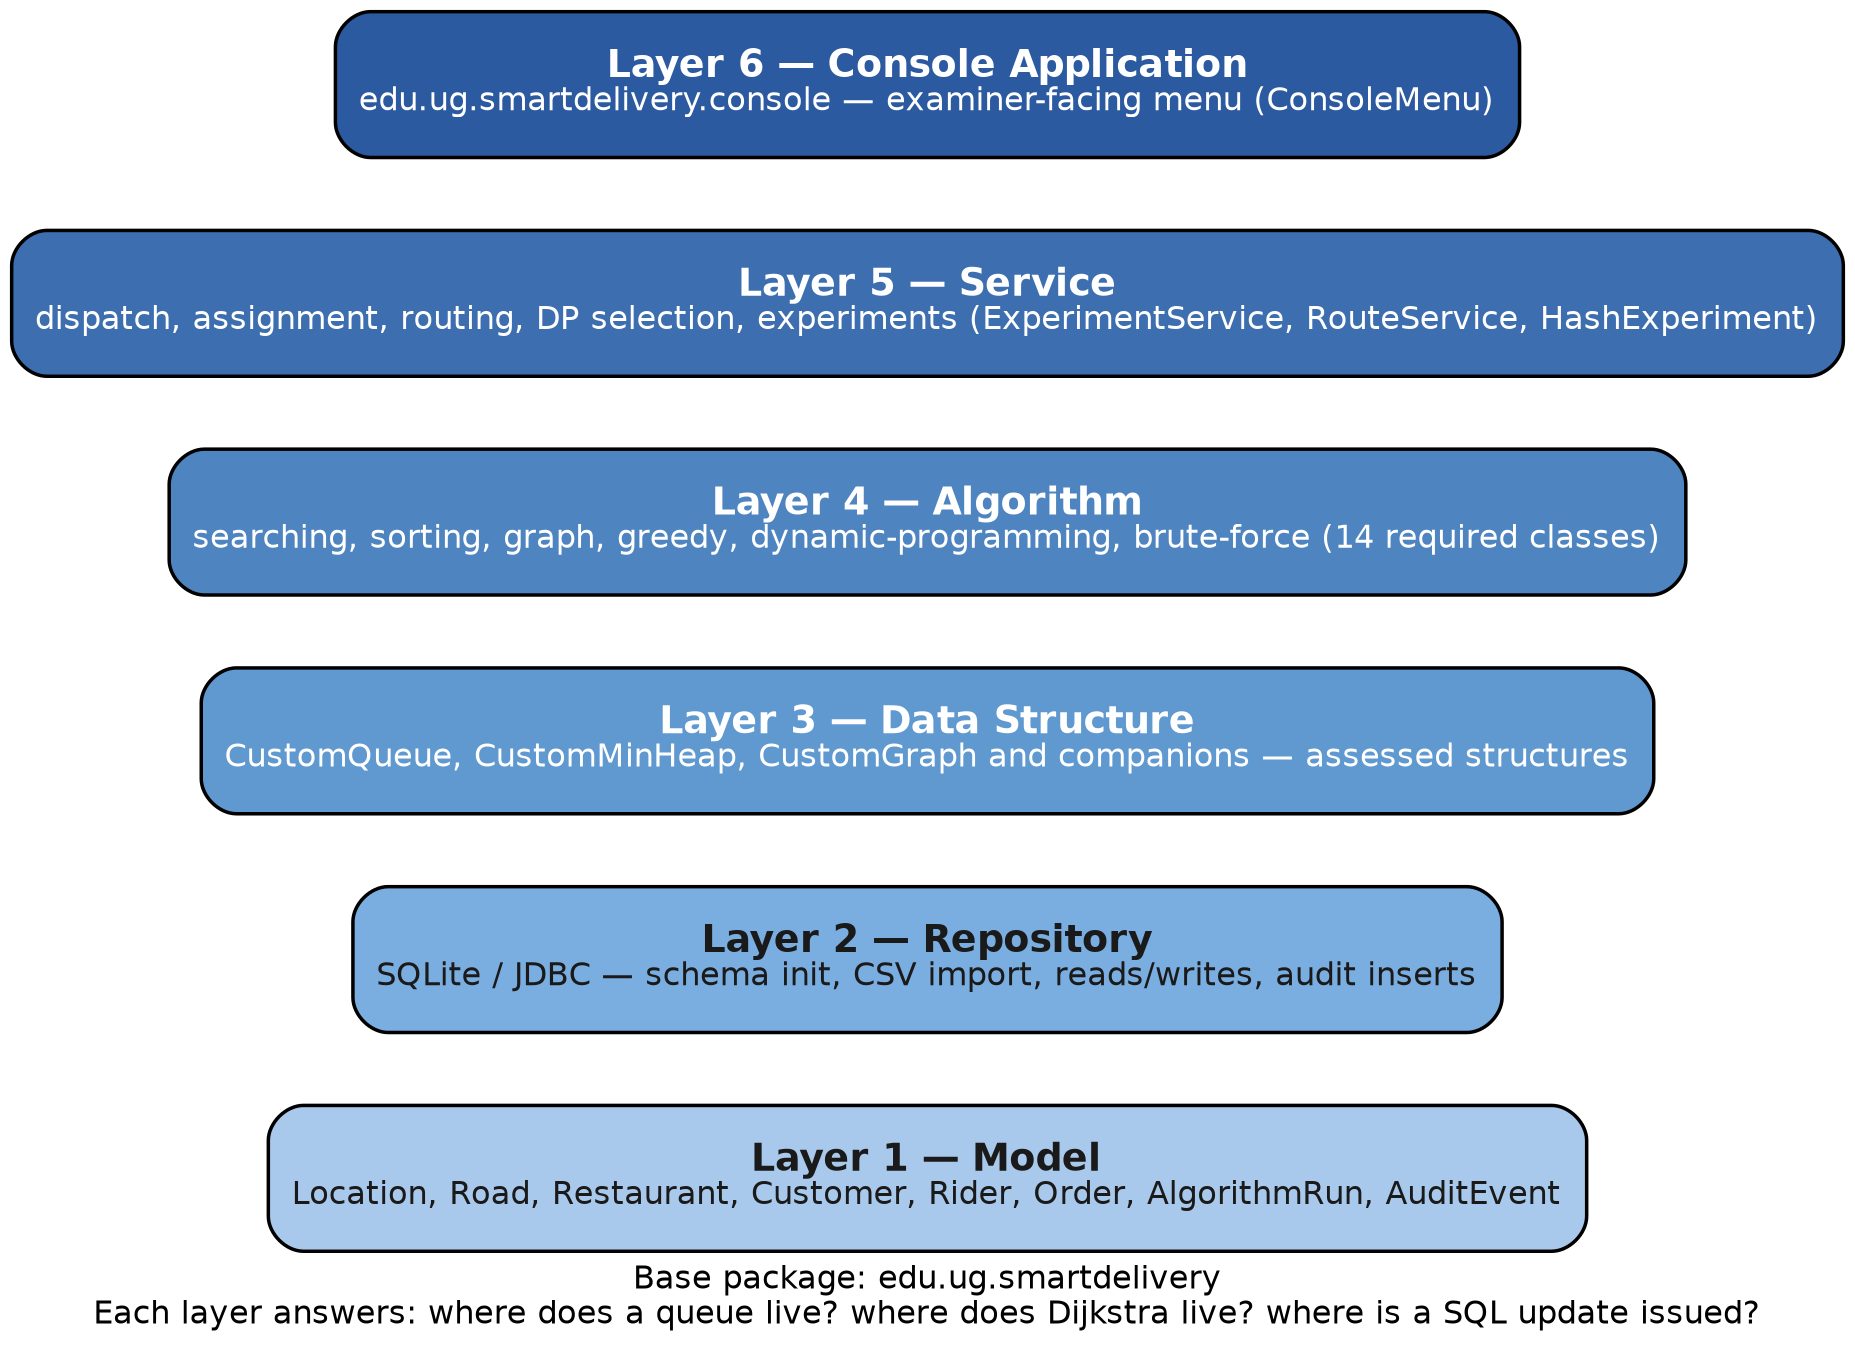 Layer 6 — Console Application
edu.ug.smartdelivery.console — examiner-facing menu (ConsoleMenu)
Layer 5 — Service
dispatch, assignment, routing, DP selection, experiments (ExperimentService, RouteService, HashExperiment)
Layer 4 — Algorithm
searching, sorting, graph, greedy, dynamic-programming, brute-force (14 required classes)
Layer 3 — Data Structure
CustomQueue, CustomMinHeap, CustomGraph and companions — assessed structures
Layer 2 — Repository
SQLite / JDBC — schema init, CSV import, reads/writes, audit inserts
Layer 1 — Model
Location, Road, Restaurant, Customer, Rider, Order, AlgorithmRun, AuditEvent
Base package: edu.ug.smartdelivery
Each layer answers: where does a queue live? where does Dijkstra live? where is a SQL update issued?